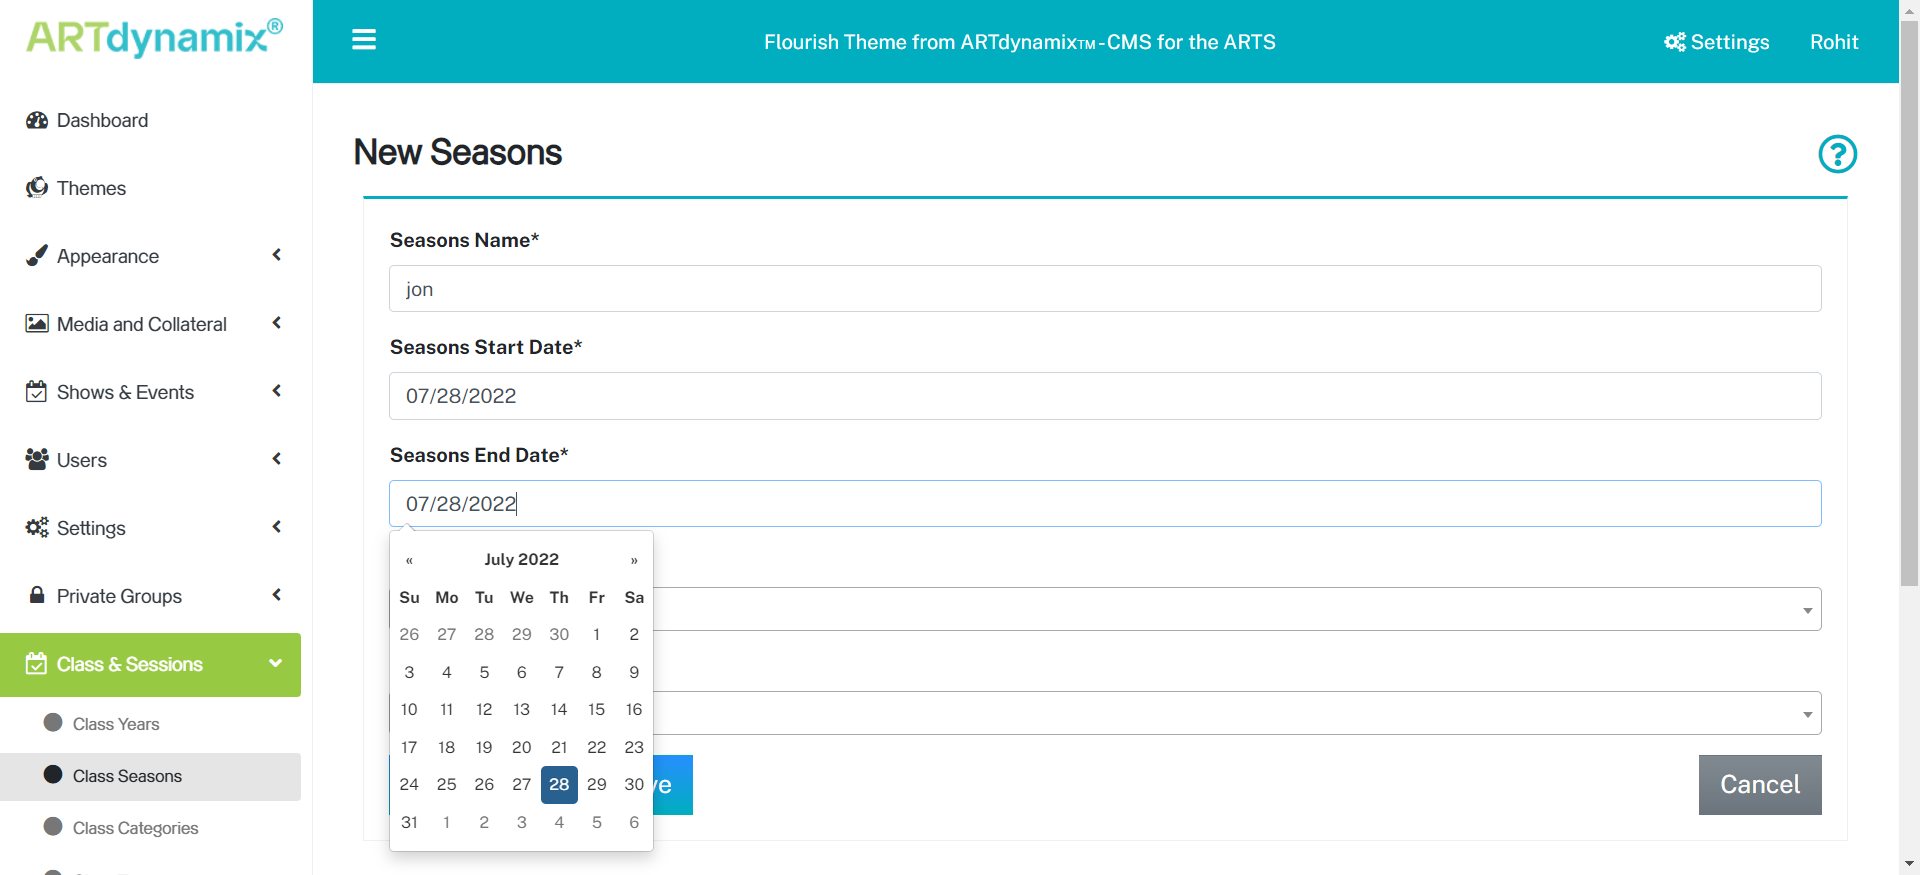 ARTdynamix®
Flourish Theme from ARTdynamix™-CMS for the ARTS
Settings
Rohit
Dashboard
Themes
Appearance
Media and Collateral
Shows & Events
Users
Settings
Private Groups
Class & Sessions
Class Years
Class Seasons
Class Categories
New Seasons
Seasons Name*
jon
Seasons Start Date*
07/28/2022
Seasons End Date*
07/28/2022
« July 2022 »
Su Mo Tu We Th Fr Sa
26 27 28 29 30 1 2
3 4 5 6 7 8 9
10 11 12 13 14 15 16
17 18 19 20 21 22 23
24 25 26 27 28 29 30
31 1 2 3 4 5 6
Cancel